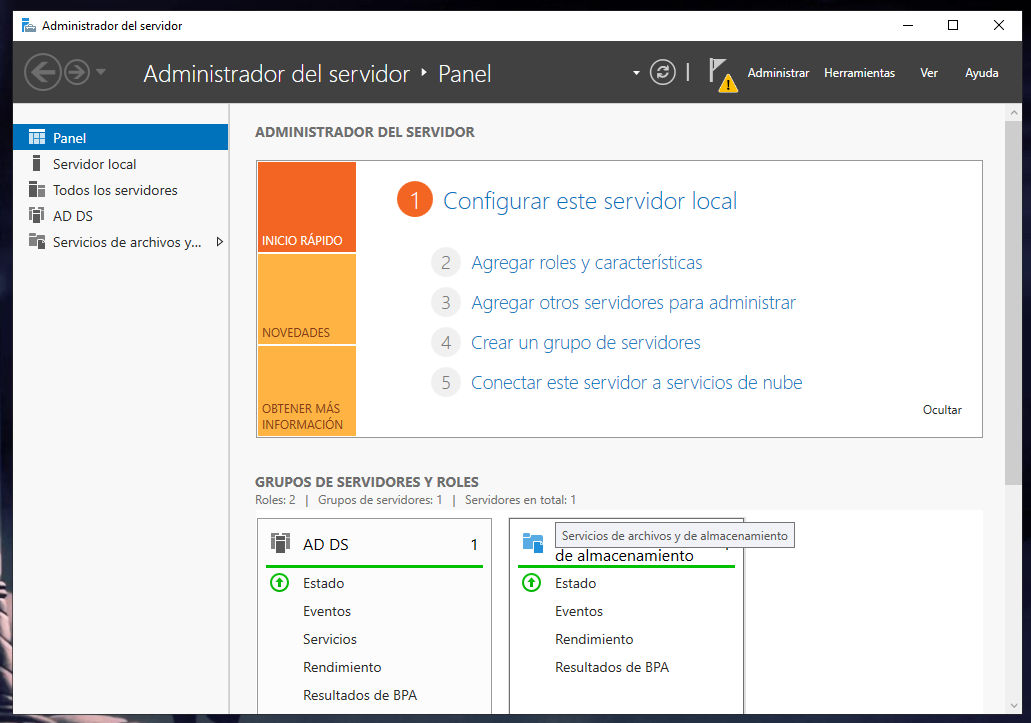 Administrador del servidor
Administrador del servidor ‣ Panel
Administrar Herramientas Ver Ayuda
Panel
Servidor local
Todos los servidores
AD DS
Servicios de archivos y...
ADMINISTRADOR DEL SERVIDOR
INICIO RÁPIDO
NOVEDADES
OBTENER MÁS
INFORMACIÓN
1 Configurar este servidor local
2 Agregar roles y características
3 Agregar otros servidores para administrar
4 Crear un grupo de servidores
5 Conectar este servidor a servicios de nube
Ocultar
GRUPOS DE SERVIDORES Y ROLES
Roles: 2 | Grupos de servidores: 1 | Servidores en total: 1
AD DS 1
Estado
Eventos
Servicios
Rendimiento
Resultados de BPA
Servicios de archivos y de almacenamiento
de almacenamiento
Estado
Eventos
Rendimiento
Resultados de BPA